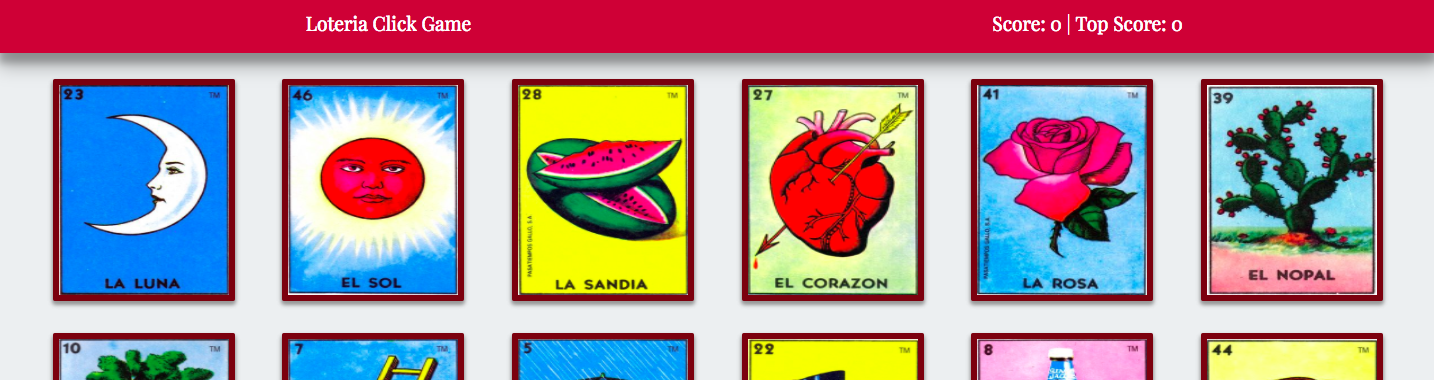 Loteria Click Game
Score: 0 | Top Score: 0
23 TM
46 TM
28 TM
27 TM
41 TM
39 TM
PASATIEMPOS GALLO, S.A.
PASATIEMPOS GALLO, S.A.
LA LUNA
EL SOL
LA SANDIA
EL CORAZON
LA ROSA
EL NOPAL
10 TM
7 TM
5 TM
22 TM
8 TM
44 TM